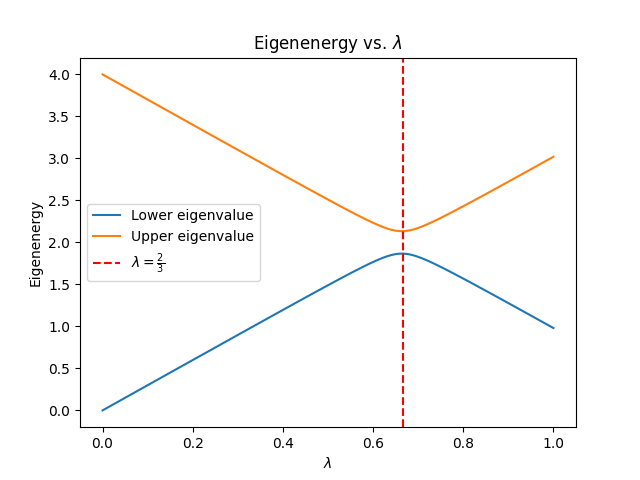 Eigenenergy vs. λ
4.0
3.5
3.0
2.5
2.0
1.5
1.0
0.5
0.0
Eigenenergy
Lower eigenvalue
Upper eigenvalue
λ = 2/3
0.0 0.2 0.4 0.6 0.8 1.0
λ